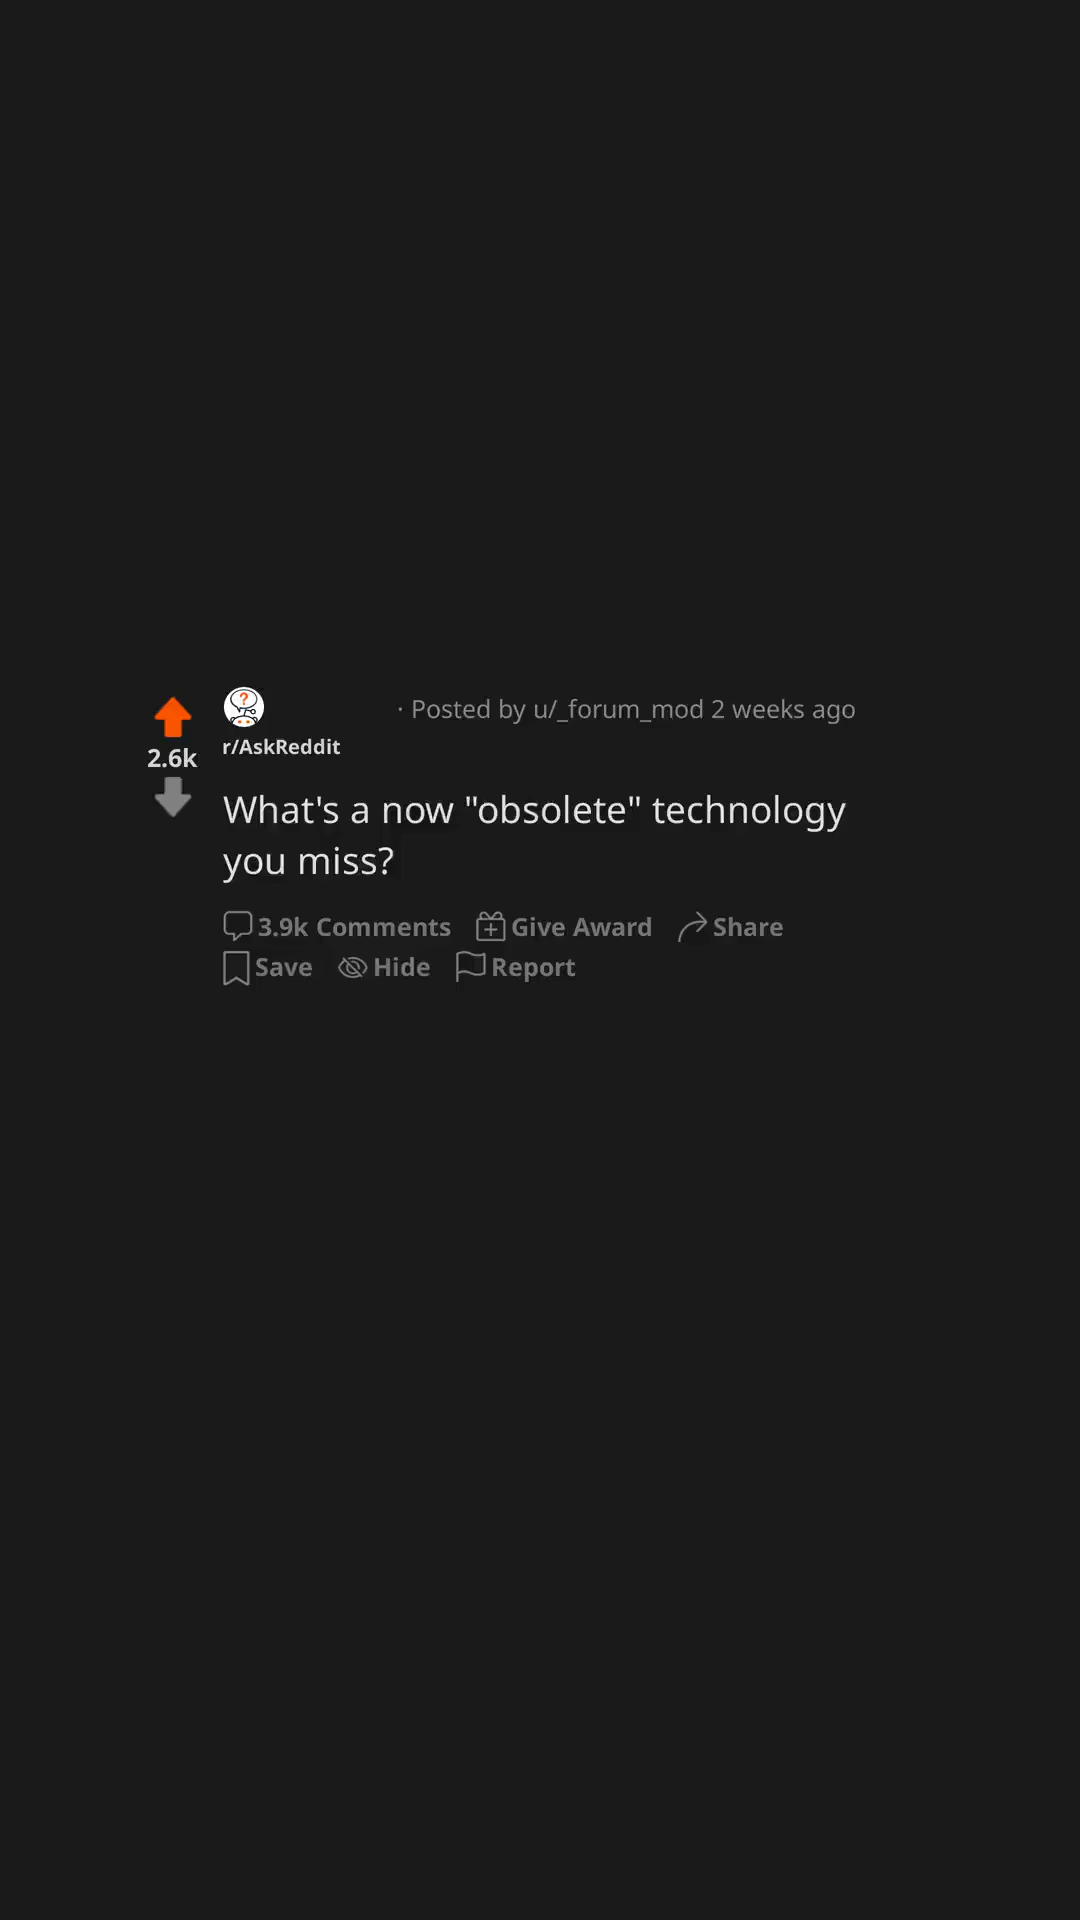 · Posted by u/_forum_mod 2 weeks ago
r/AskReddit
2.6k
What's a now "obsolete" technology
you miss?
3.9k Comments Give Award Share
Save Hide Report